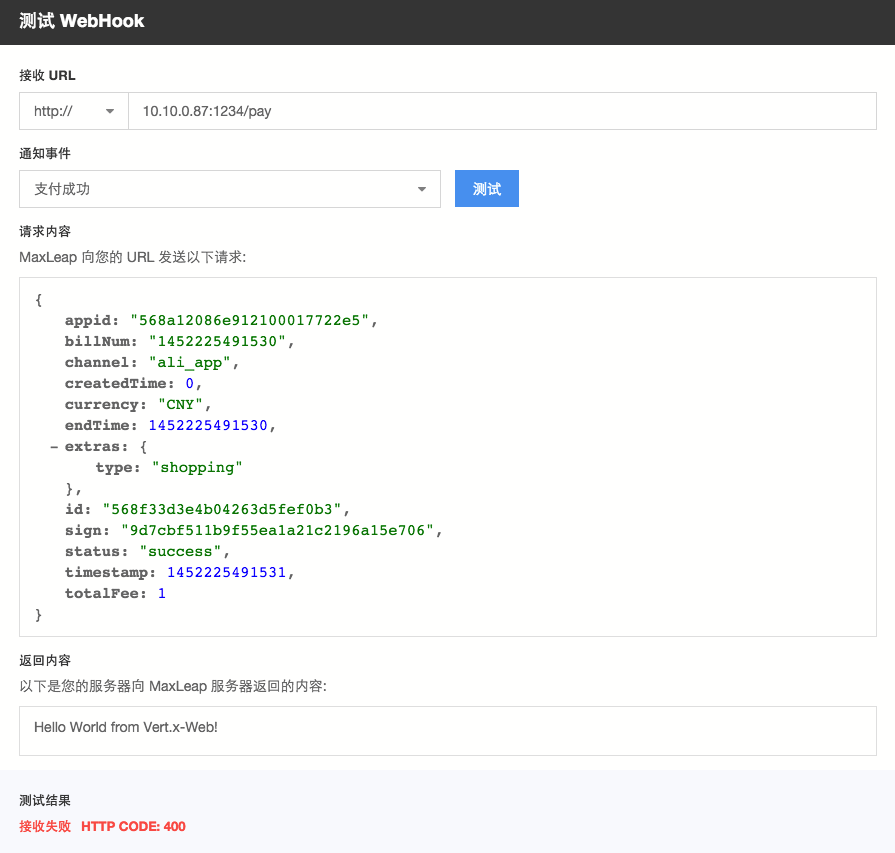 测试 WebHook
接收 URL
http:// 10.10.0.87:1234/pay
通知事件
支付成功 测试
请求内容
MaxLeap 向您的 URL 发送以下请求:
{
appid: "568a12086e912100017722e5",
billNum: "1452225491530",
channel: "ali_app",
createdTime: 0,
currency: "CNY",
endTime: 1452225491530,
– extras: {
type: "shopping"
},
id: "568f33d3e4b04263d5fef0b3",
sign: "9d7cbf511b9f55ea1a21c2196a15e706",
status: "success",
timestamp: 1452225491531,
totalFee: 1
}
返回内容
以下是您的服务器向 MaxLeap 服务器返回的内容:
Hello World from Vert.x-Web!
测试结果
接收失败 HTTP CODE: 400